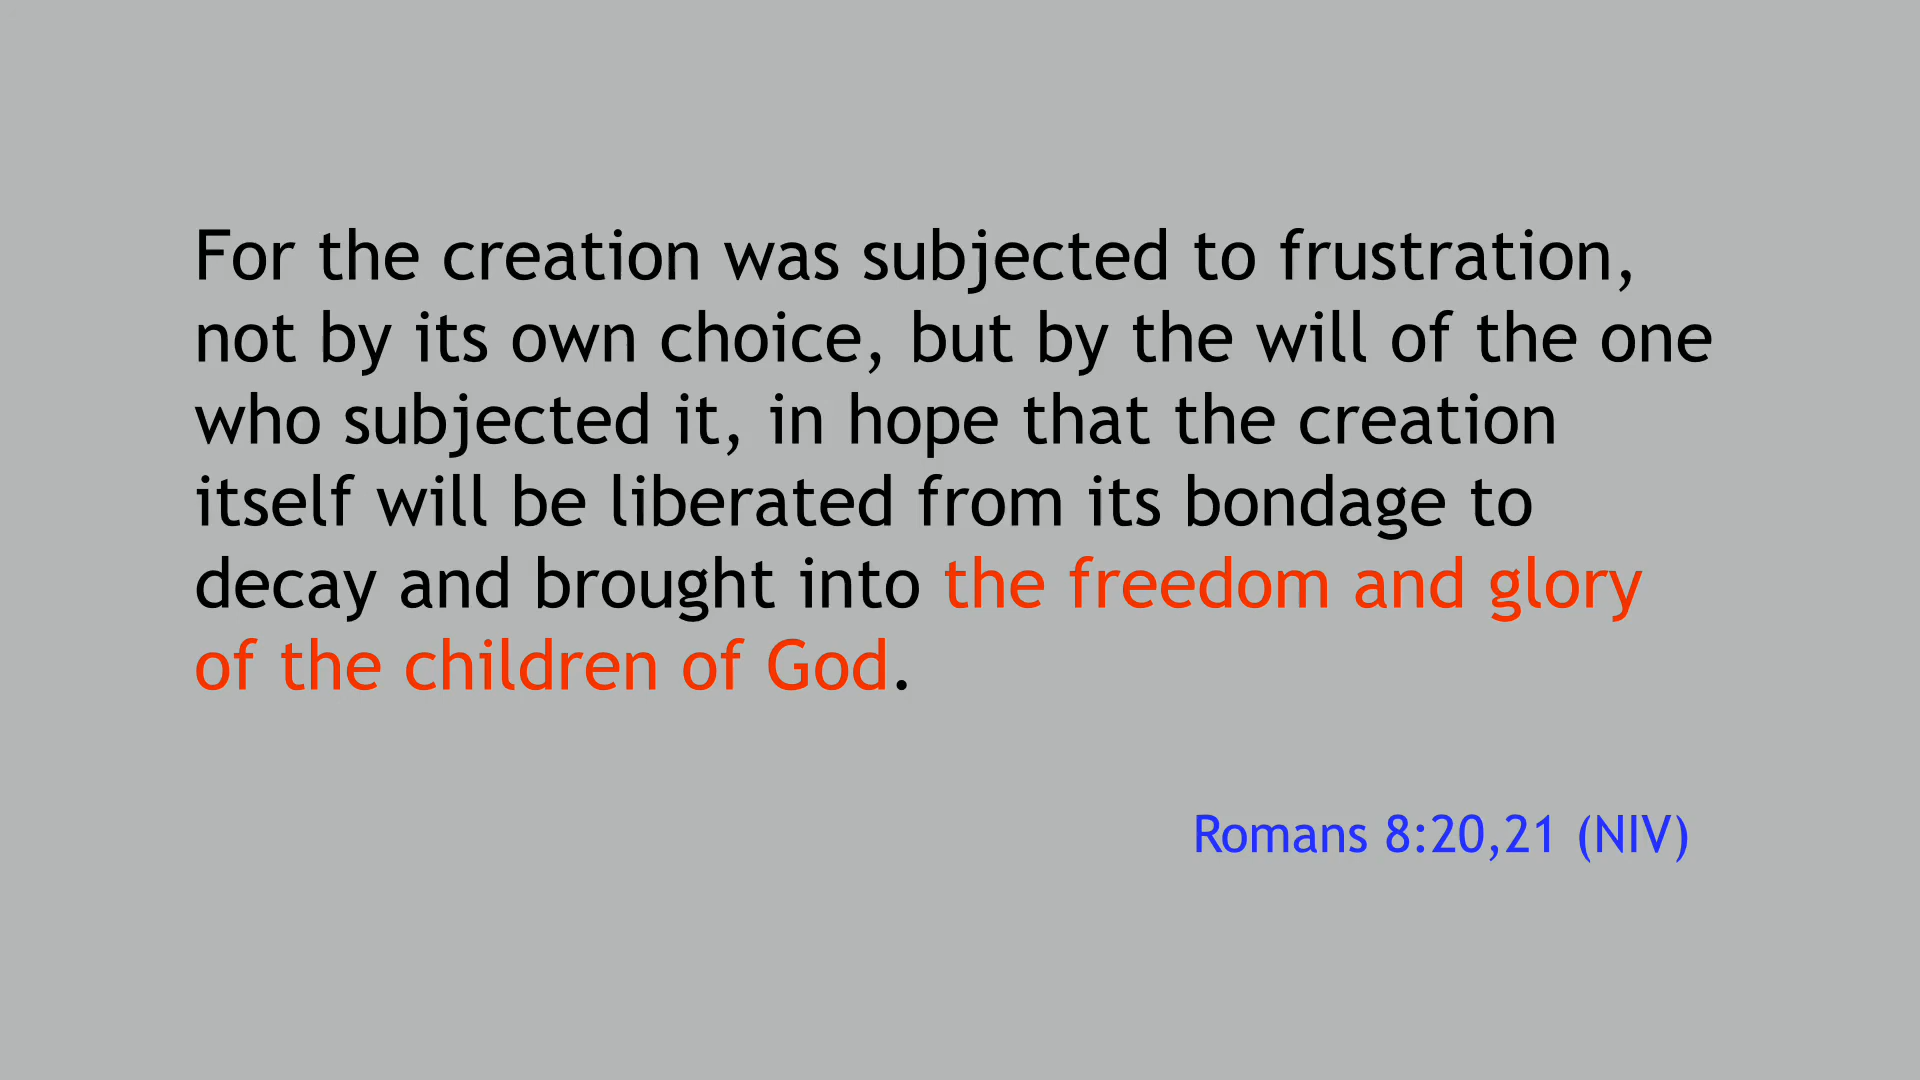 For the creation was subjected to frustration,
not by its own choice, but by the will of the one
who subjected it, in hope that the creation
itself will be liberated from its bondage to
decay and brought into the freedom and glory
of the children of God.
Romans 8:20,21 (NIV)